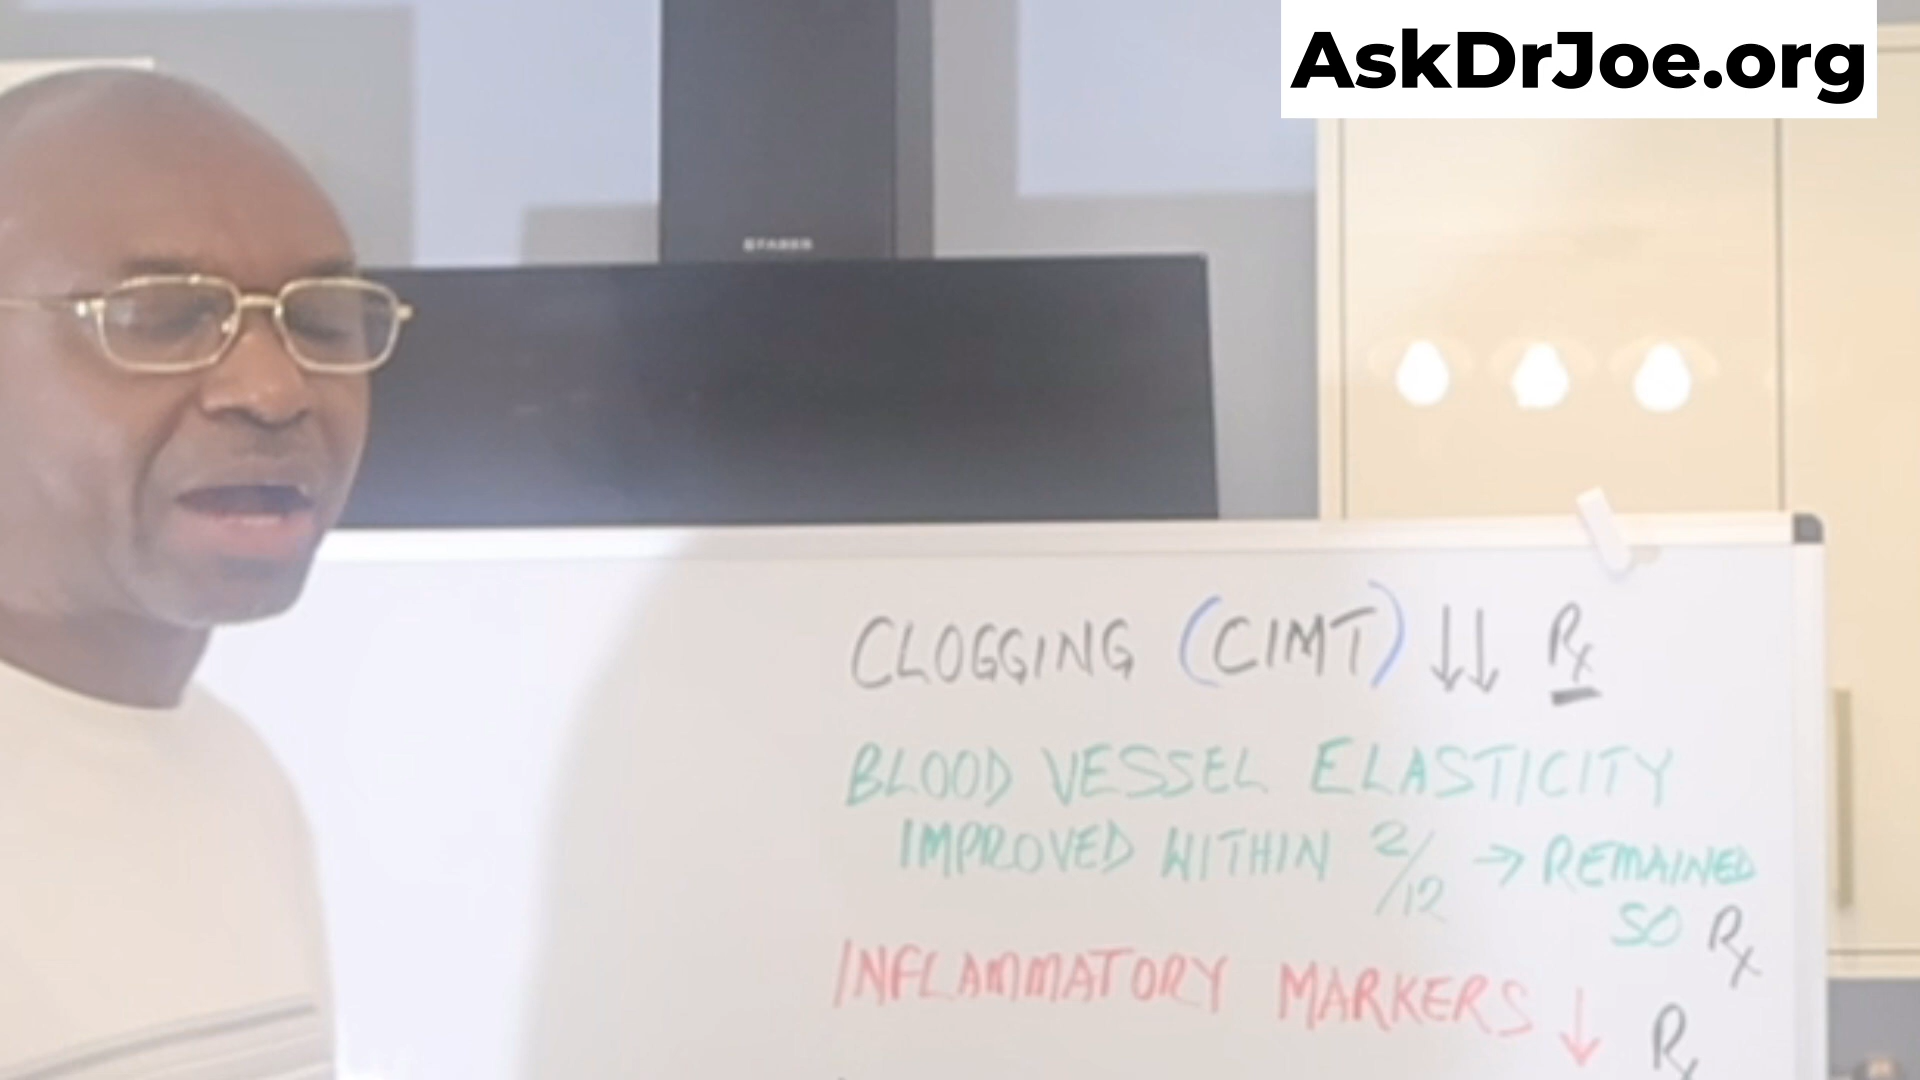 AskDrJoe.org
CLOGGING (CIMT) ↓↓ Rx
BLOOD VESSEL ELASTICITY
IMPROVED WITHIN 2/12 → REMAINED
SO Rx
INFLAMMATORY MARKERS ↓ Rx